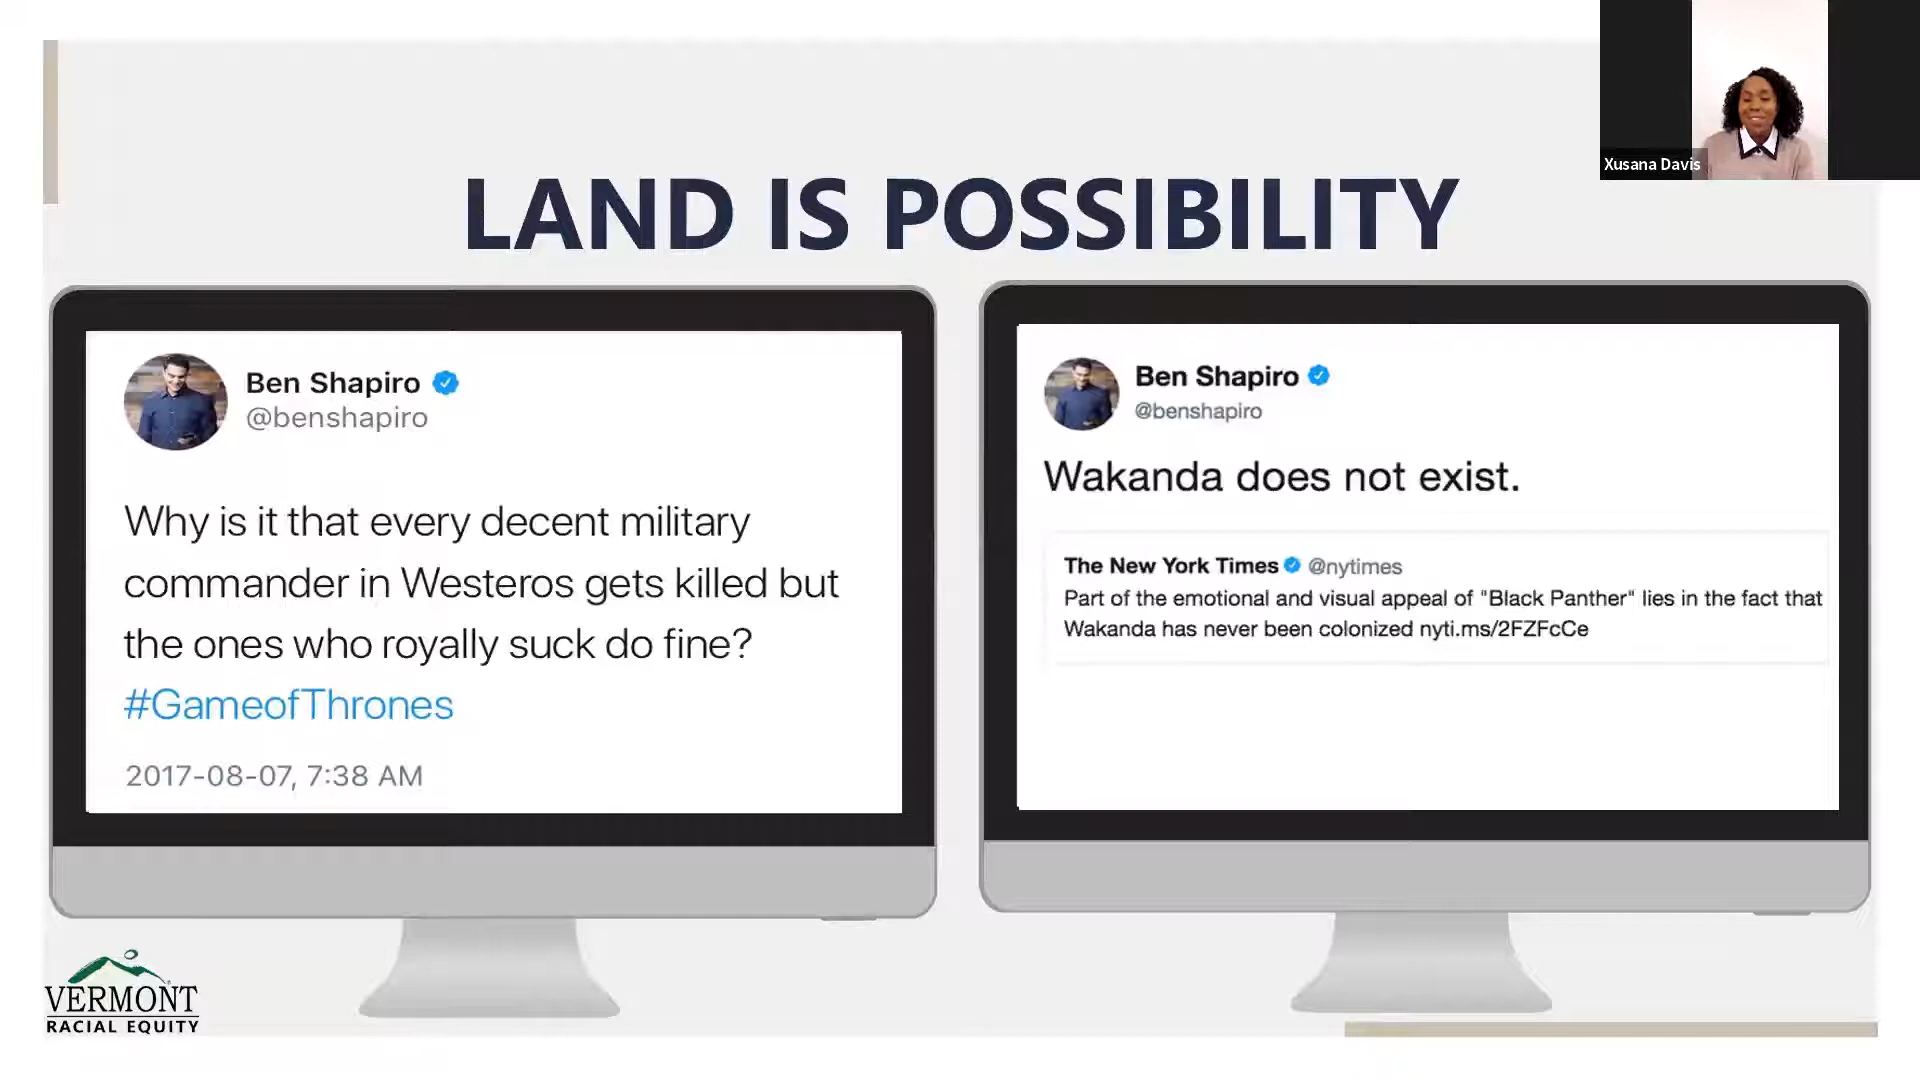 Xusana Davis
LAND IS POSSIBILITY
Ben Shapiro
@benshapiro
Why is it that every decent military
commander in Westeros gets killed but
the ones who royally suck do fine?
#GameofThrones
2017-08-07, 7:38 AM
Ben Shapiro
@benshapiro
Wakanda does not exist.
The New York Times @nytimes
Part of the emotional and visual appeal of "Black Panther" lies in the fact that
Wakanda has never been colonized nyti.ms/2FZFcCe
VERMONT
RACIAL EQUITY